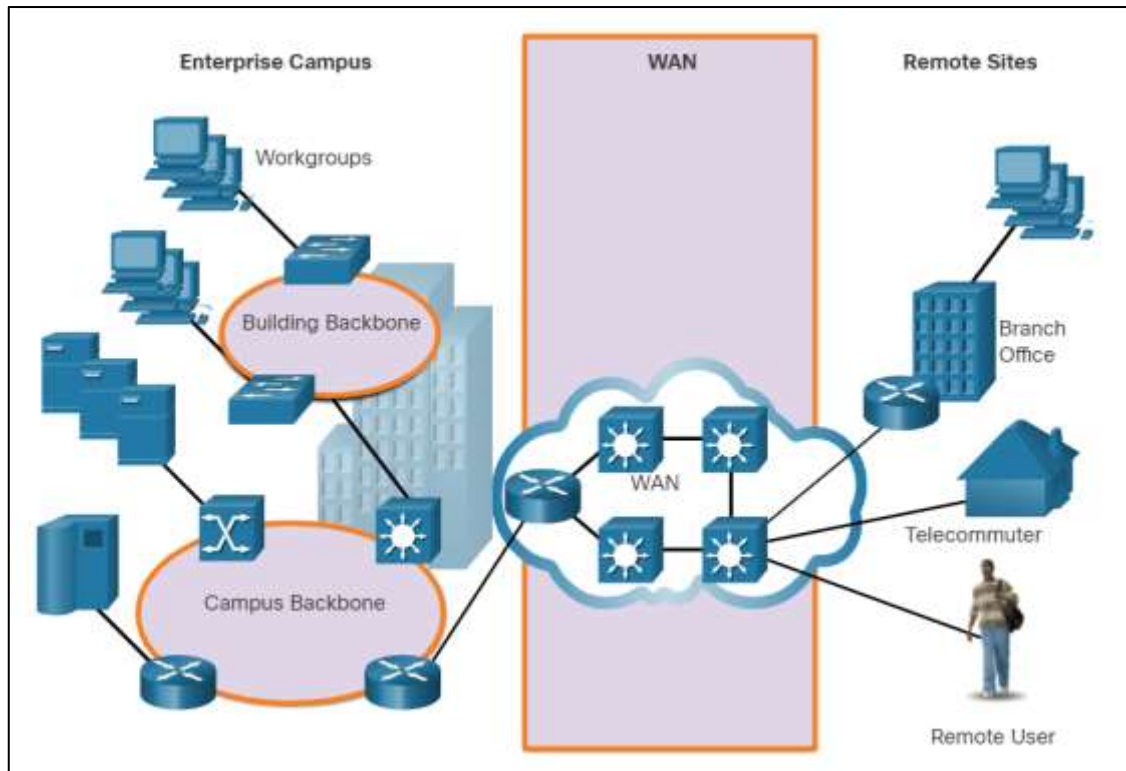 Enterprise Campus
WAN
Remote Sites
Workgroups
Building Backbone
Branch
Office
WAN
Telecommuter
Campus Backbone
Remote User